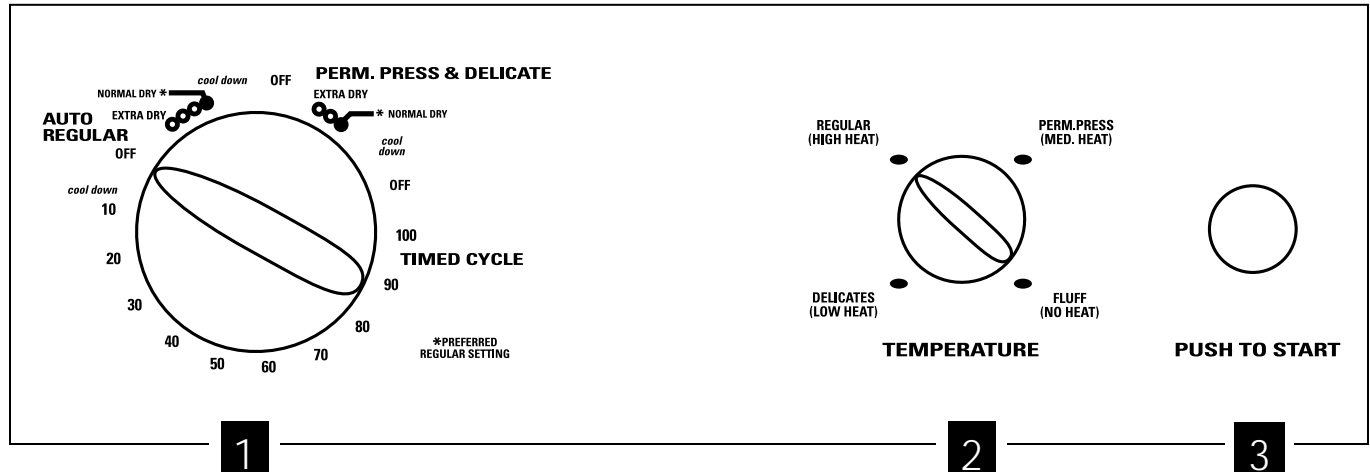 cool down
OFF
PERM. PRESS & DELICATE
NORMAL DRY *
EXTRA DRY
AUTO
REGULAR
OFF
cool down
10
20
30
40
50
60
70
80
90
TIMED CYCLE
100
OFF
cool
down
* NORMAL DRY
EXTRA DRY
*PREFERRED
REGULAR SETTING
REGULAR
(HIGH HEAT)
PERM.PRESS
(MED. HEAT)
DELICATES
(LOW HEAT)
FLUFF
(NO HEAT)
TEMPERATURE
PUSH TO START
1
2
3